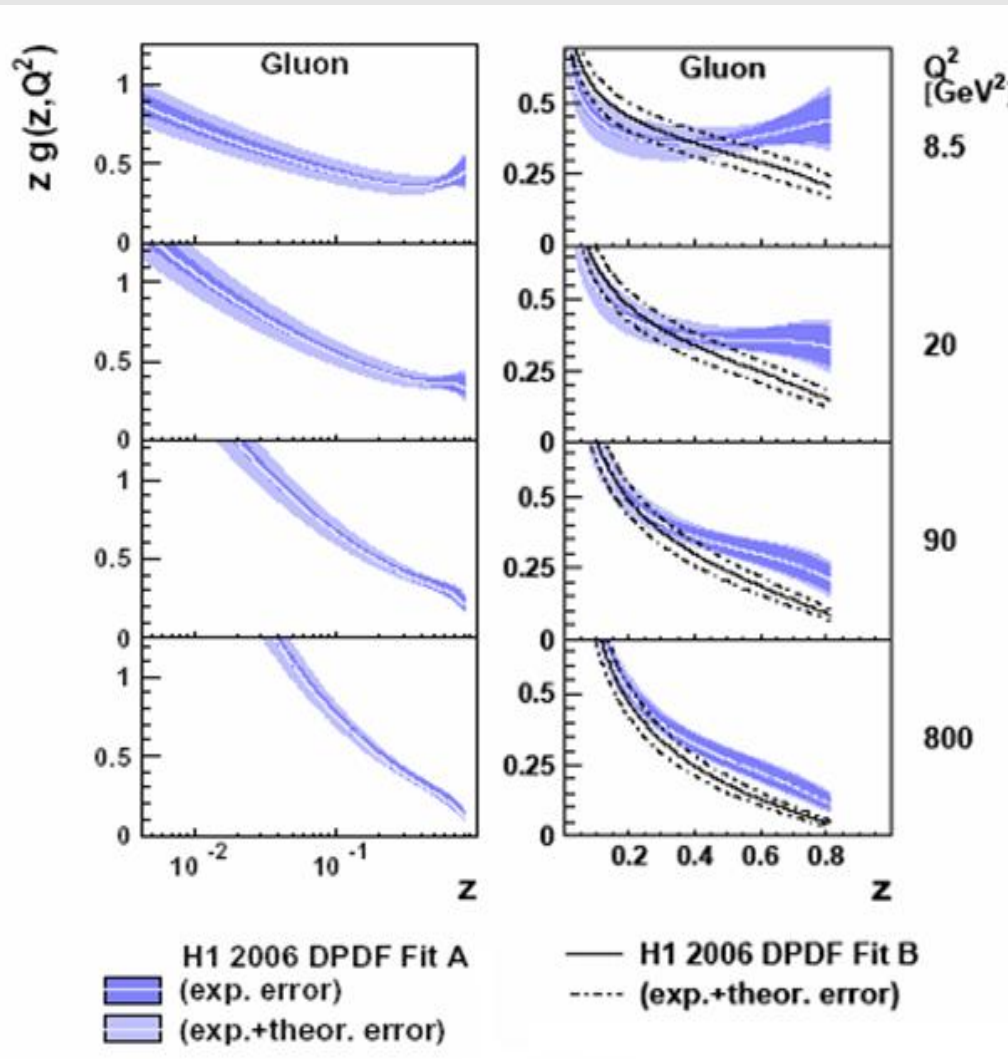 z g(z,Q²)
Gluon
1
0.5
0
1
0.5
0
1
0.5
0
1
0.5
0
10⁻²
10⁻¹
z
Gluon
0.5
0.25
0
0.5
0.25
0
0.5
0.25
0
0.5
0.25
0
0.2 0.4 0.6 0.8
z
Q²
[GeV²
8.5
20
90
800
H1 2006 DPDF Fit A
(exp. error)
(exp.+theor. error)
H1 2006 DPDF Fit B
(exp.+theor. error)